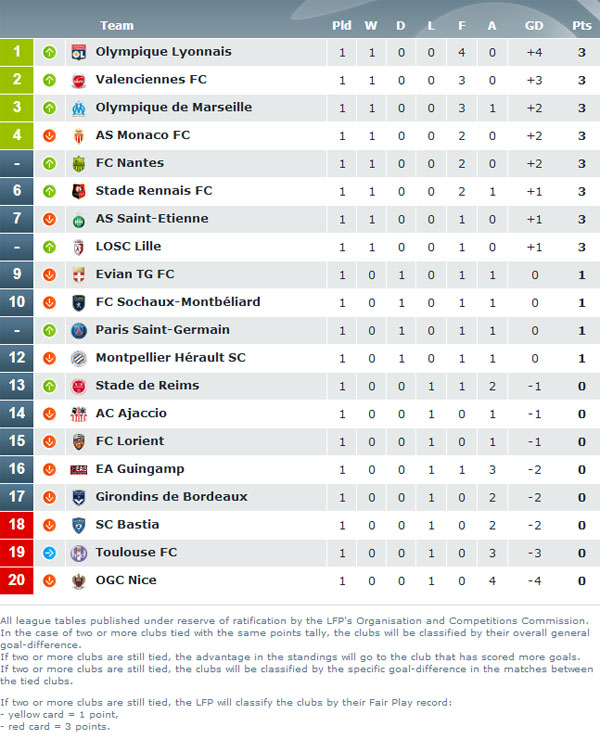 Team Pld W D L F A GD Pts
1 Olympique Lyonnais 1 1 0 0 4 0 +4 3
2 Valenciennes FC 1 1 0 0 3 0 +3 3
3 Olympique de Marseille 1 1 0 0 3 1 +2 3
4 AS Monaco FC 1 1 0 0 2 0 +2 3
- FC Nantes 1 1 0 0 2 0 +2 3
6 Stade Rennais FC 1 1 0 0 2 1 +1 3
7 AS Saint-Etienne 1 1 0 0 1 0 +1 3
- LOSC Lille 1 1 0 0 1 0 +1 3
9 Evian TG FC 1 0 1 0 1 1 0 1
10 FC Sochaux-Montbéliard 1 0 1 0 1 1 0 1
- Paris Saint-Germain 1 0 1 0 1 1 0 1
12 Montpellier Hérault SC 1 0 1 0 1 1 0 1
13 Stade de Reims 1 0 0 1 1 2 -1 0
14 AC Ajaccio 1 0 0 1 0 1 -1 0
15 FC Lorient 1 0 0 1 0 1 -1 0
16 EA Guingamp 1 0 0 1 1 3 -2 0
17 Girondins de Bordeaux 1 0 0 1 0 2 -2 0
18 SC Bastia 1 0 0 1 0 2 -2 0
19 Toulouse FC 1 0 0 1 0 3 -3 0
20 OGC Nice 1 0 0 1 0 4 -4 0
All league tables published under reserve of ratification by the LFP's Organisation and Competitions Commission.
In the case of two or more clubs tied with the same points tally, the clubs will be classified by their overall general
goal-difference.
If two or more clubs are still tied, the advantage in the standings will go to the club that has scored more goals.
If two or more clubs are still tied, the clubs will be classified by the specific goal-difference in the matches between
the tied clubs.
If two or more clubs are still tied, the LFP will classify the clubs by their Fair Play record:
- yellow card = 1 point,
- red card = 3 points.